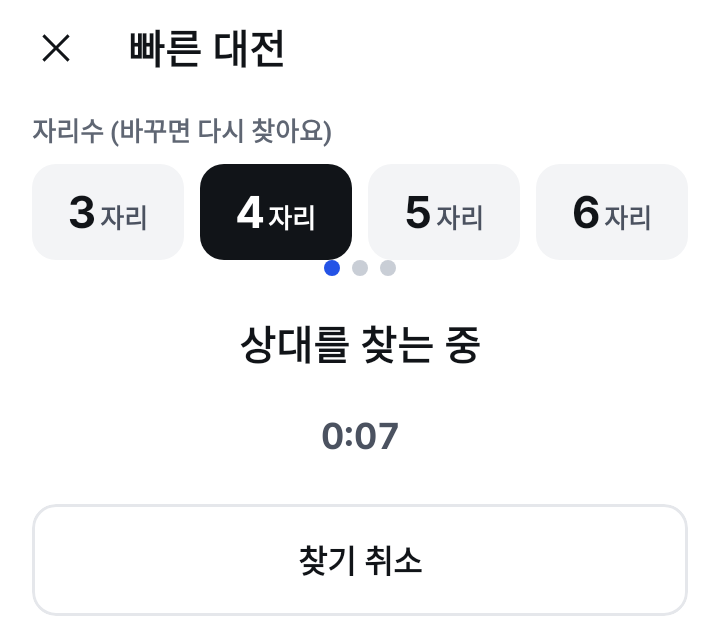 빠른 대전
자리수 (바꾸면 다시 찾아요)
3 자리 4 자리 5 자리 6 자리
상대를 찾는 중
0:07
찾기 취소